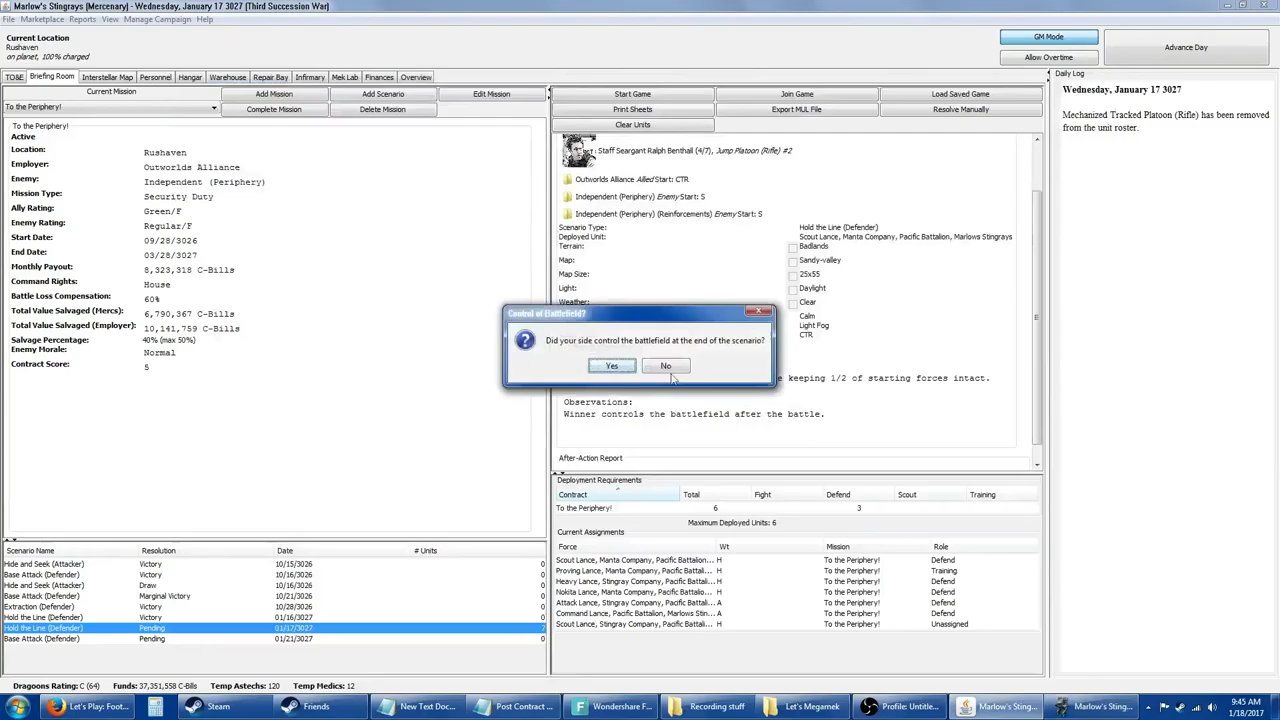 Marlow's Stingrays (Mercenary) - Wednesday, January 17 3027 (Third Succession War)
File Marketplace Reports View Manage Campaign Help
Current Location
Rushaven
on planet, 100% charged
GM Mode
Allow Overtime
Advance Day
TO&E Briefing Room Interstellar Map Personnel Hangar Warehouse Repair Bay Infirmary Mek Lab Finances Overview
Daily Log
Current Mission Add Mission Add Scenario Edit Mission
To the Periphery! Complete Mission Delete Mission
Start Game Join Game Load Saved Game
Print Sheets Export MUL File Resolve Manually
Clear Units
Wednesday, January 17 3027
Mechanized Tracked Platoon (Rifle) has been removed
from the unit roster.
To the Periphery!
Active
Location: Rushaven
Employer: Outworlds Alliance
Enemy: Independent (Periphery)
Mission Type: Security Duty
Ally Rating: Green/F
Enemy Rating: Regular/F
Start Date: 09/28/3026
End Date: 03/28/3027
Monthly Payout: 8,323,318 C-Bills
Command Rights: House
Battle Loss Compensation: 60%
Total Value Salvaged (Mercs): 6,790,367 C-Bills
Total Value Salvaged (Employer): 10,141,759 C-Bills
Salvage Percentage: 40% (max 50%)
Enemy Morale: Normal
Contract Score: 5
Staff Seargant Ralph Benthall (4/7), Jump Platoon (Rifle) #2
Outworlds Alliance Allied Start: CTR
Independent (Periphery) Enemy Start: S
Independent (Periphery) (Reinforcements) Enemy Start: S
Scenario Type: Hold the Line (Defender)
Deployed Unit: Scout Lance, Manta Company, Pacific Battalion, Marlows Stingrays
Terrain: Badlands
Map: Sandy-valley
Map Size: 25x55
Light: Daylight
Weather: Clear
Calm
Light Fog
CTR
Control of Battlefield?
Did your side control the battlefield at the end of the scenario?
Yes No
keeping 1/2 of starting forces intact.
Observations:
Winner controls the battlefield after the battle.
After-Action Report
Deployment Requirements
Contract Total Fight Defend Scout Training
To the Periphery! 6 3
Maximum Deployed Units: 6
Current Assignments
Force Wt Mission Role
Scout Lance, Manta Company, Pacific Battalion... H To the Periphery! Defend
Proving Lance, Manta Company, Pacific Battali... H To the Periphery! Training
Heavy Lance, Stingray Company, Pacific Battali... H To the Periphery! Defend
Nokita Lance, Manta Company, Pacific Battalio... H To the Periphery! Defend
Attack Lance, Stingray Company, Pacific Battal... A To the Periphery! Defend
Command Lance, Pacific Battalion, Marlows Stin... A To the Periphery! Defend
Scout Lance, Stingray Company, Pacific Battali... H To the Periphery! Unassigned
Scenario Name Resolution Date # Units
Hide and Seek (Attacker) Victory 10/15/3026 0
Base Attack (Defender) Victory 10/16/3026 0
Hide and Seek (Attacker) Draw 10/16/3026 0
Base Attack (Defender) Marginal Victory 10/21/3026 0
Extraction (Defender) Victory 10/28/3026 0
Hold the Line (Defender) Victory 01/16/3027 0
Hold the Line (Defender) Pending 01/17/3027 7
Base Attack (Defender) Pending 01/21/3027 0
Dragoons Rating: C (64) Funds: 37,351,558 C-Bills Temp Astechs: 120 Temp Medics: 12
Let's Play: Foot... Steam Friends New Text Doc... Post Contract ... Wondershare F... Recording stuff Let's Megamek Profile: Untitle... Marlow's Sting... Marlow's Sting...
9:45 AM
1/18/2017